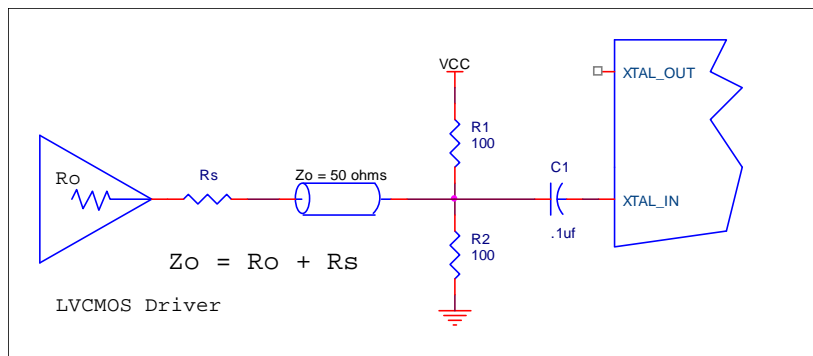 VCC
XTAL_OUT
R1
100
Ro
Rs
Zo = 50 ohms
C1
XTAL_IN
.1uf
R2
100
Zo = Ro + Rs
LVCMOS Driver